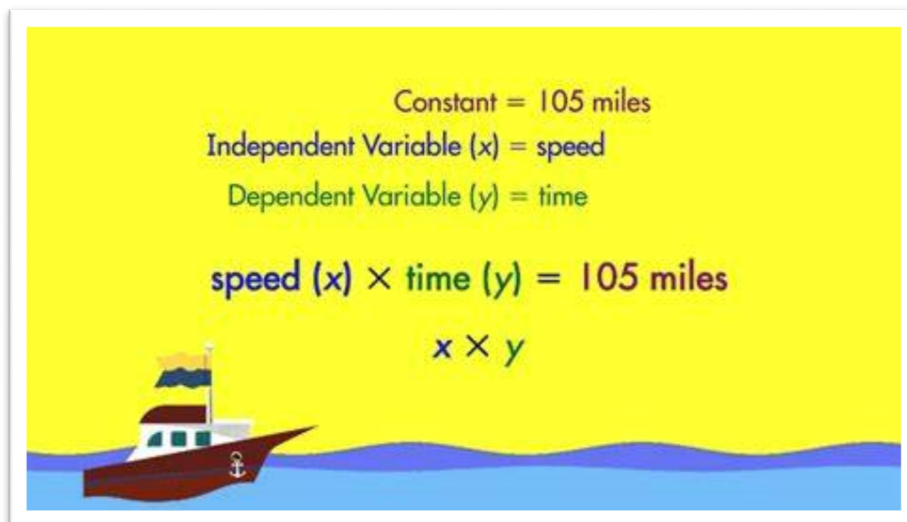 Constant = 105 miles
Independent Variable (x) = speed
Dependent Variable (y) = time
speed (x) × time (y) = 105 miles
x × y